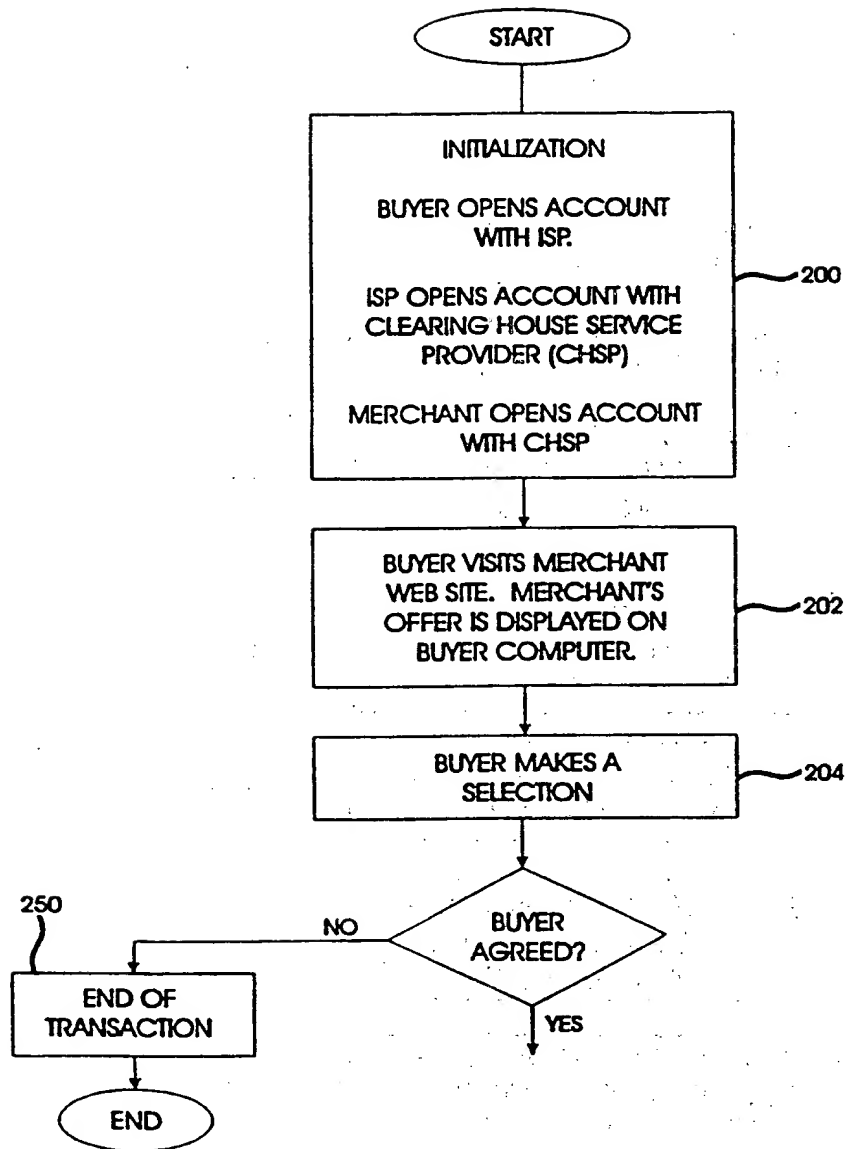 START
INITIALIZATION
BUYER OPENS ACCOUNT
WITH ISP.
ISP OPENS ACCOUNT WITH
CLEARING HOUSE SERVICE
PROVIDER (CHSP)
MERCHANT OPENS ACCOUNT
WITH CHSP
200
BUYER VISITS MERCHANT
WEB SITE. MERCHANT'S
OFFER IS DISPLAYED ON
BUYER COMPUTER.
202
BUYER MAKES A
SELECTION
204
BUYER
AGREED?
NO
YES
250
END OF
TRANSACTION
END